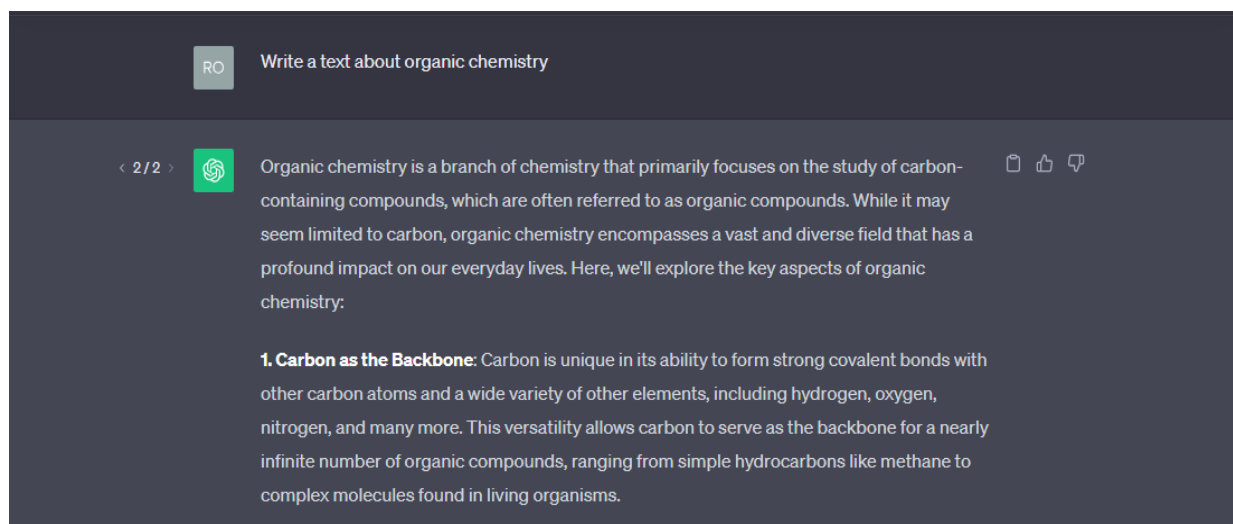 RO
Write a text about organic chemistry
< 2/2 >
Organic chemistry is a branch of chemistry that primarily focuses on the study of carbon-
containing compounds, which are often referred to as organic compounds. While it may
seem limited to carbon, organic chemistry encompasses a vast and diverse field that has a
profound impact on our everyday lives. Here, we'll explore the key aspects of organic
chemistry:
1. Carbon as the Backbone: Carbon is unique in its ability to form strong covalent bonds with
other carbon atoms and a wide variety of other elements, including hydrogen, oxygen,
nitrogen, and many more. This versatility allows carbon to serve as the backbone for a nearly
infinite number of organic compounds, ranging from simple hydrocarbons like methane to
complex molecules found in living organisms.